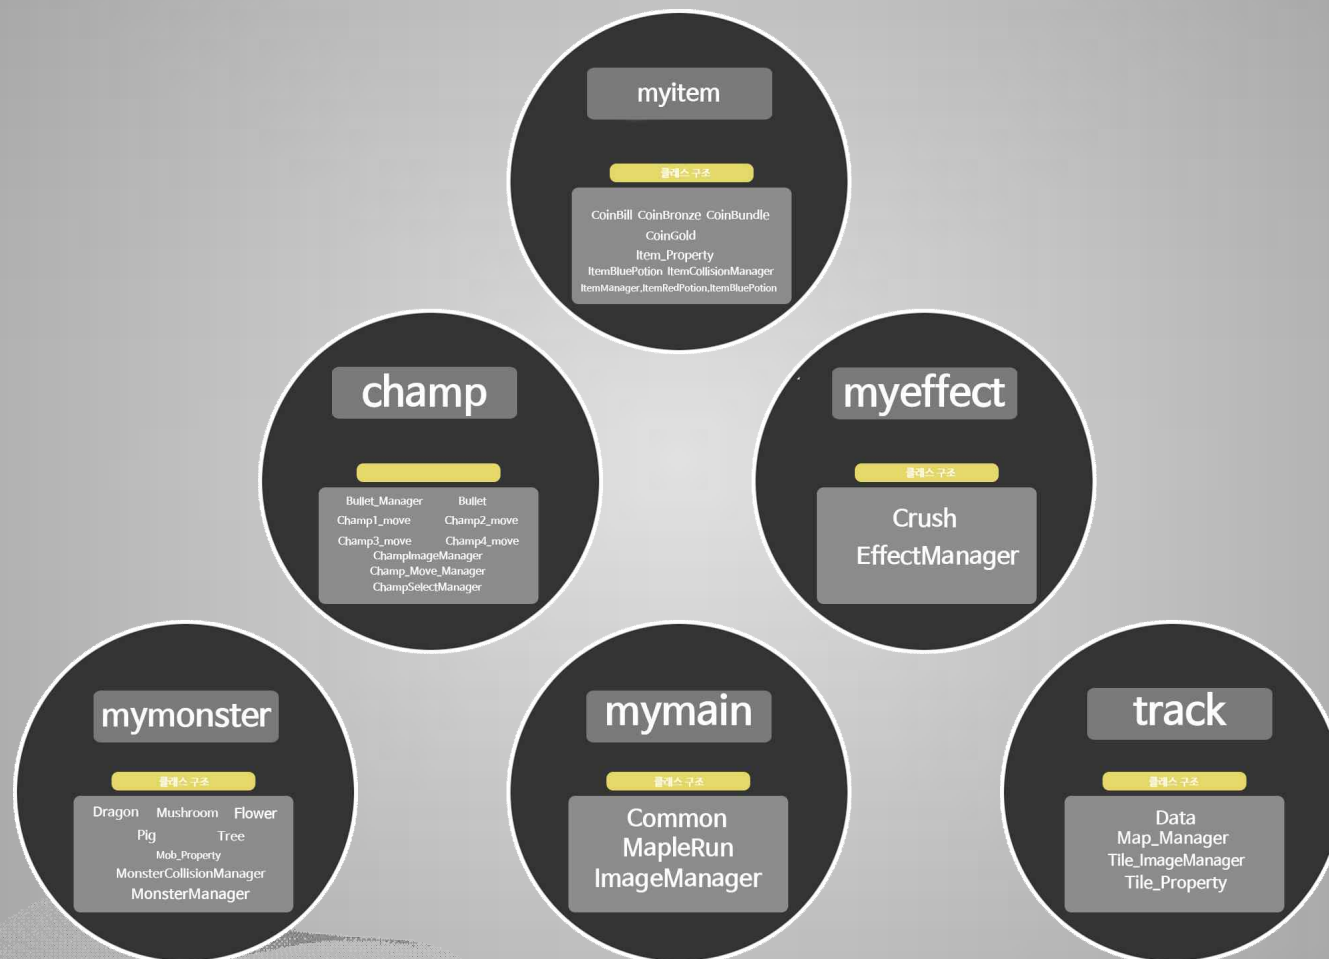 myitem
클래스 구조
CoinBill CoinBronze CoinBundle
CoinGold
Item_Property
ItemBluePotion ItemCollisionManager
ItemManager,ItemRedPotion,ItemBluePotion
champ
Bullet_Manager Bullet
Champ1_move Champ2_move
Champ3_move Champ4_move
ChampImageManager
Champ_Move_Manager
ChampSelectManager
myeffect
클래스 구조
Crush
EffectManager
mymonster
클래스 구조
Dragon Mushroom Flower
Pig Tree
Mob_Property
MonsterCollisionManager
MonsterManager
mymain
클래스 구조
Common
MapleRun
ImageManager
track
클래스 구조
Data
Map_Manager
Tile_ImageManager
Tile_Property